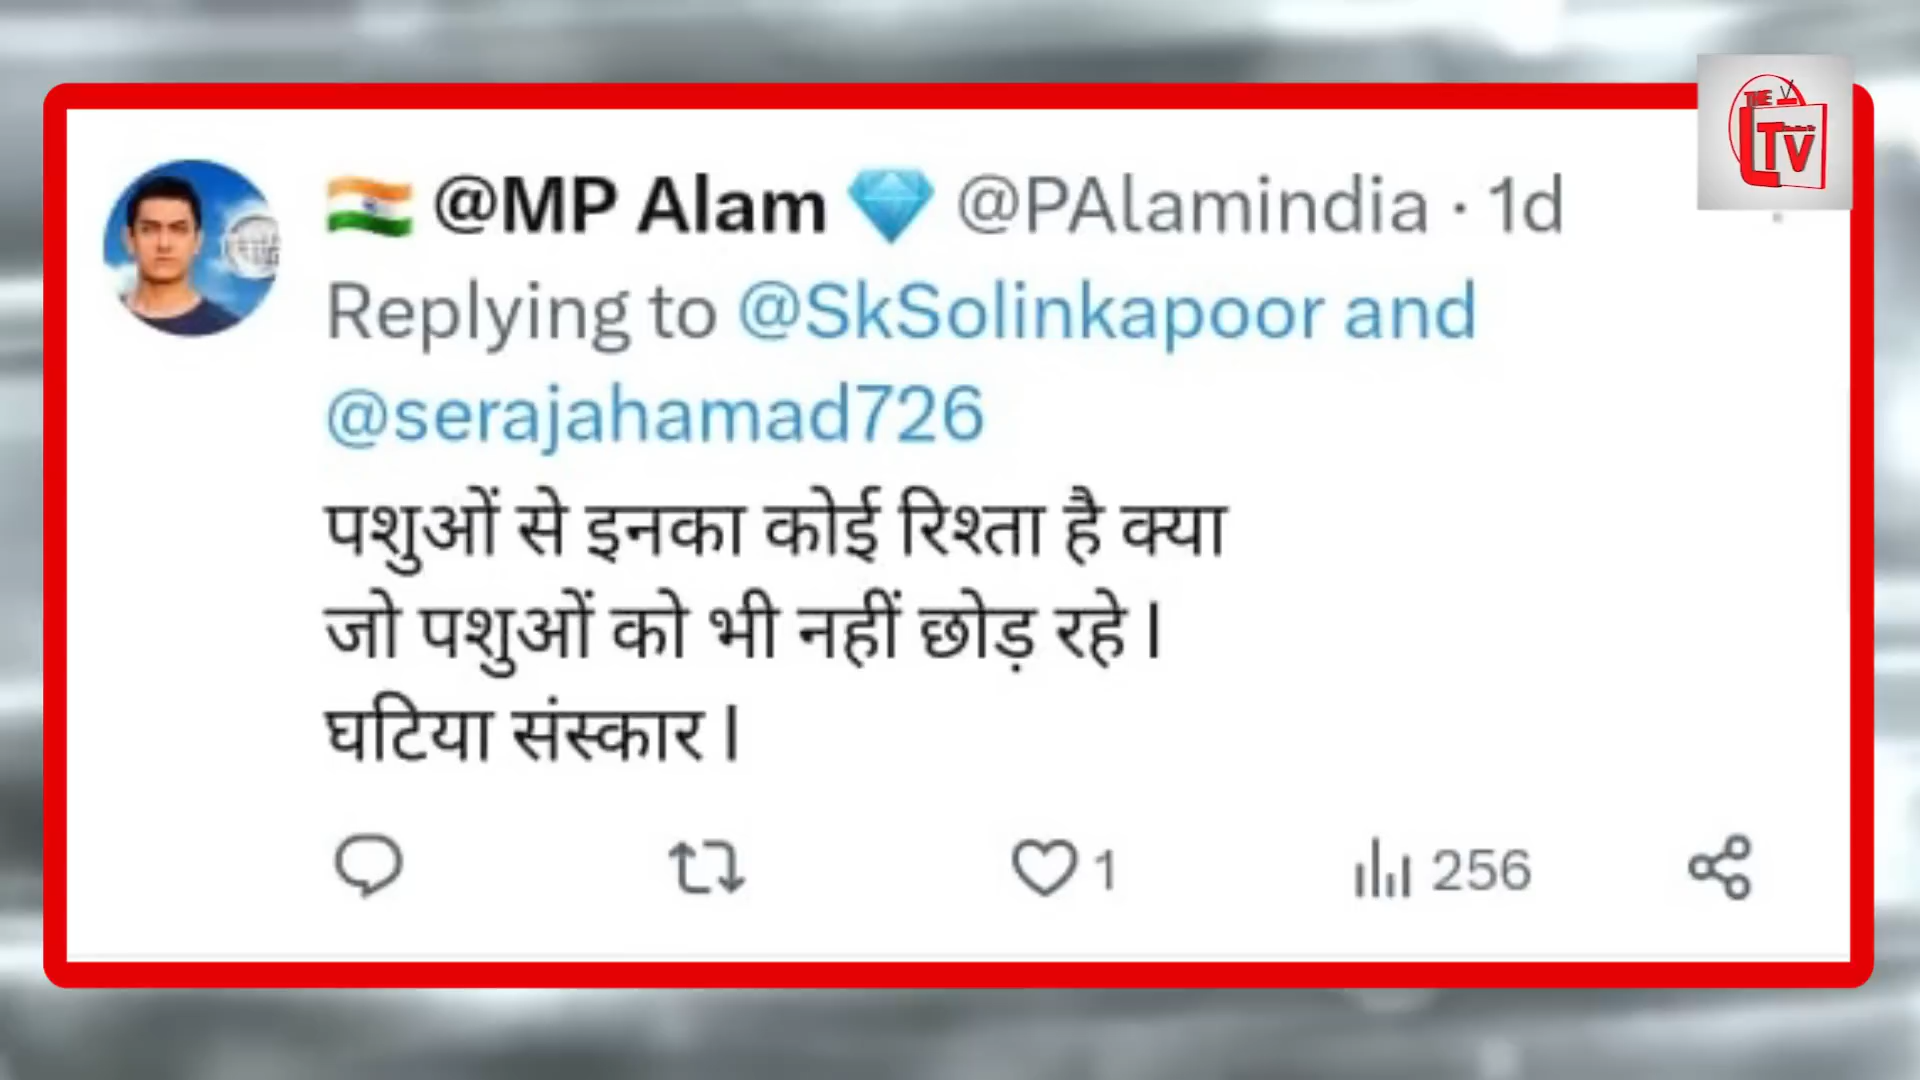 THE
TV
🇮🇳 @MP Alam 💎 @PAlamindia · 1d
Replying to @SkSolinkapoor and
@serajahamad726
पशुओं से इनका कोई रिश्ता है क्या
जो पशुओं को भी नहीं छोड़ रहे l
घटिया संस्कार l
1 256